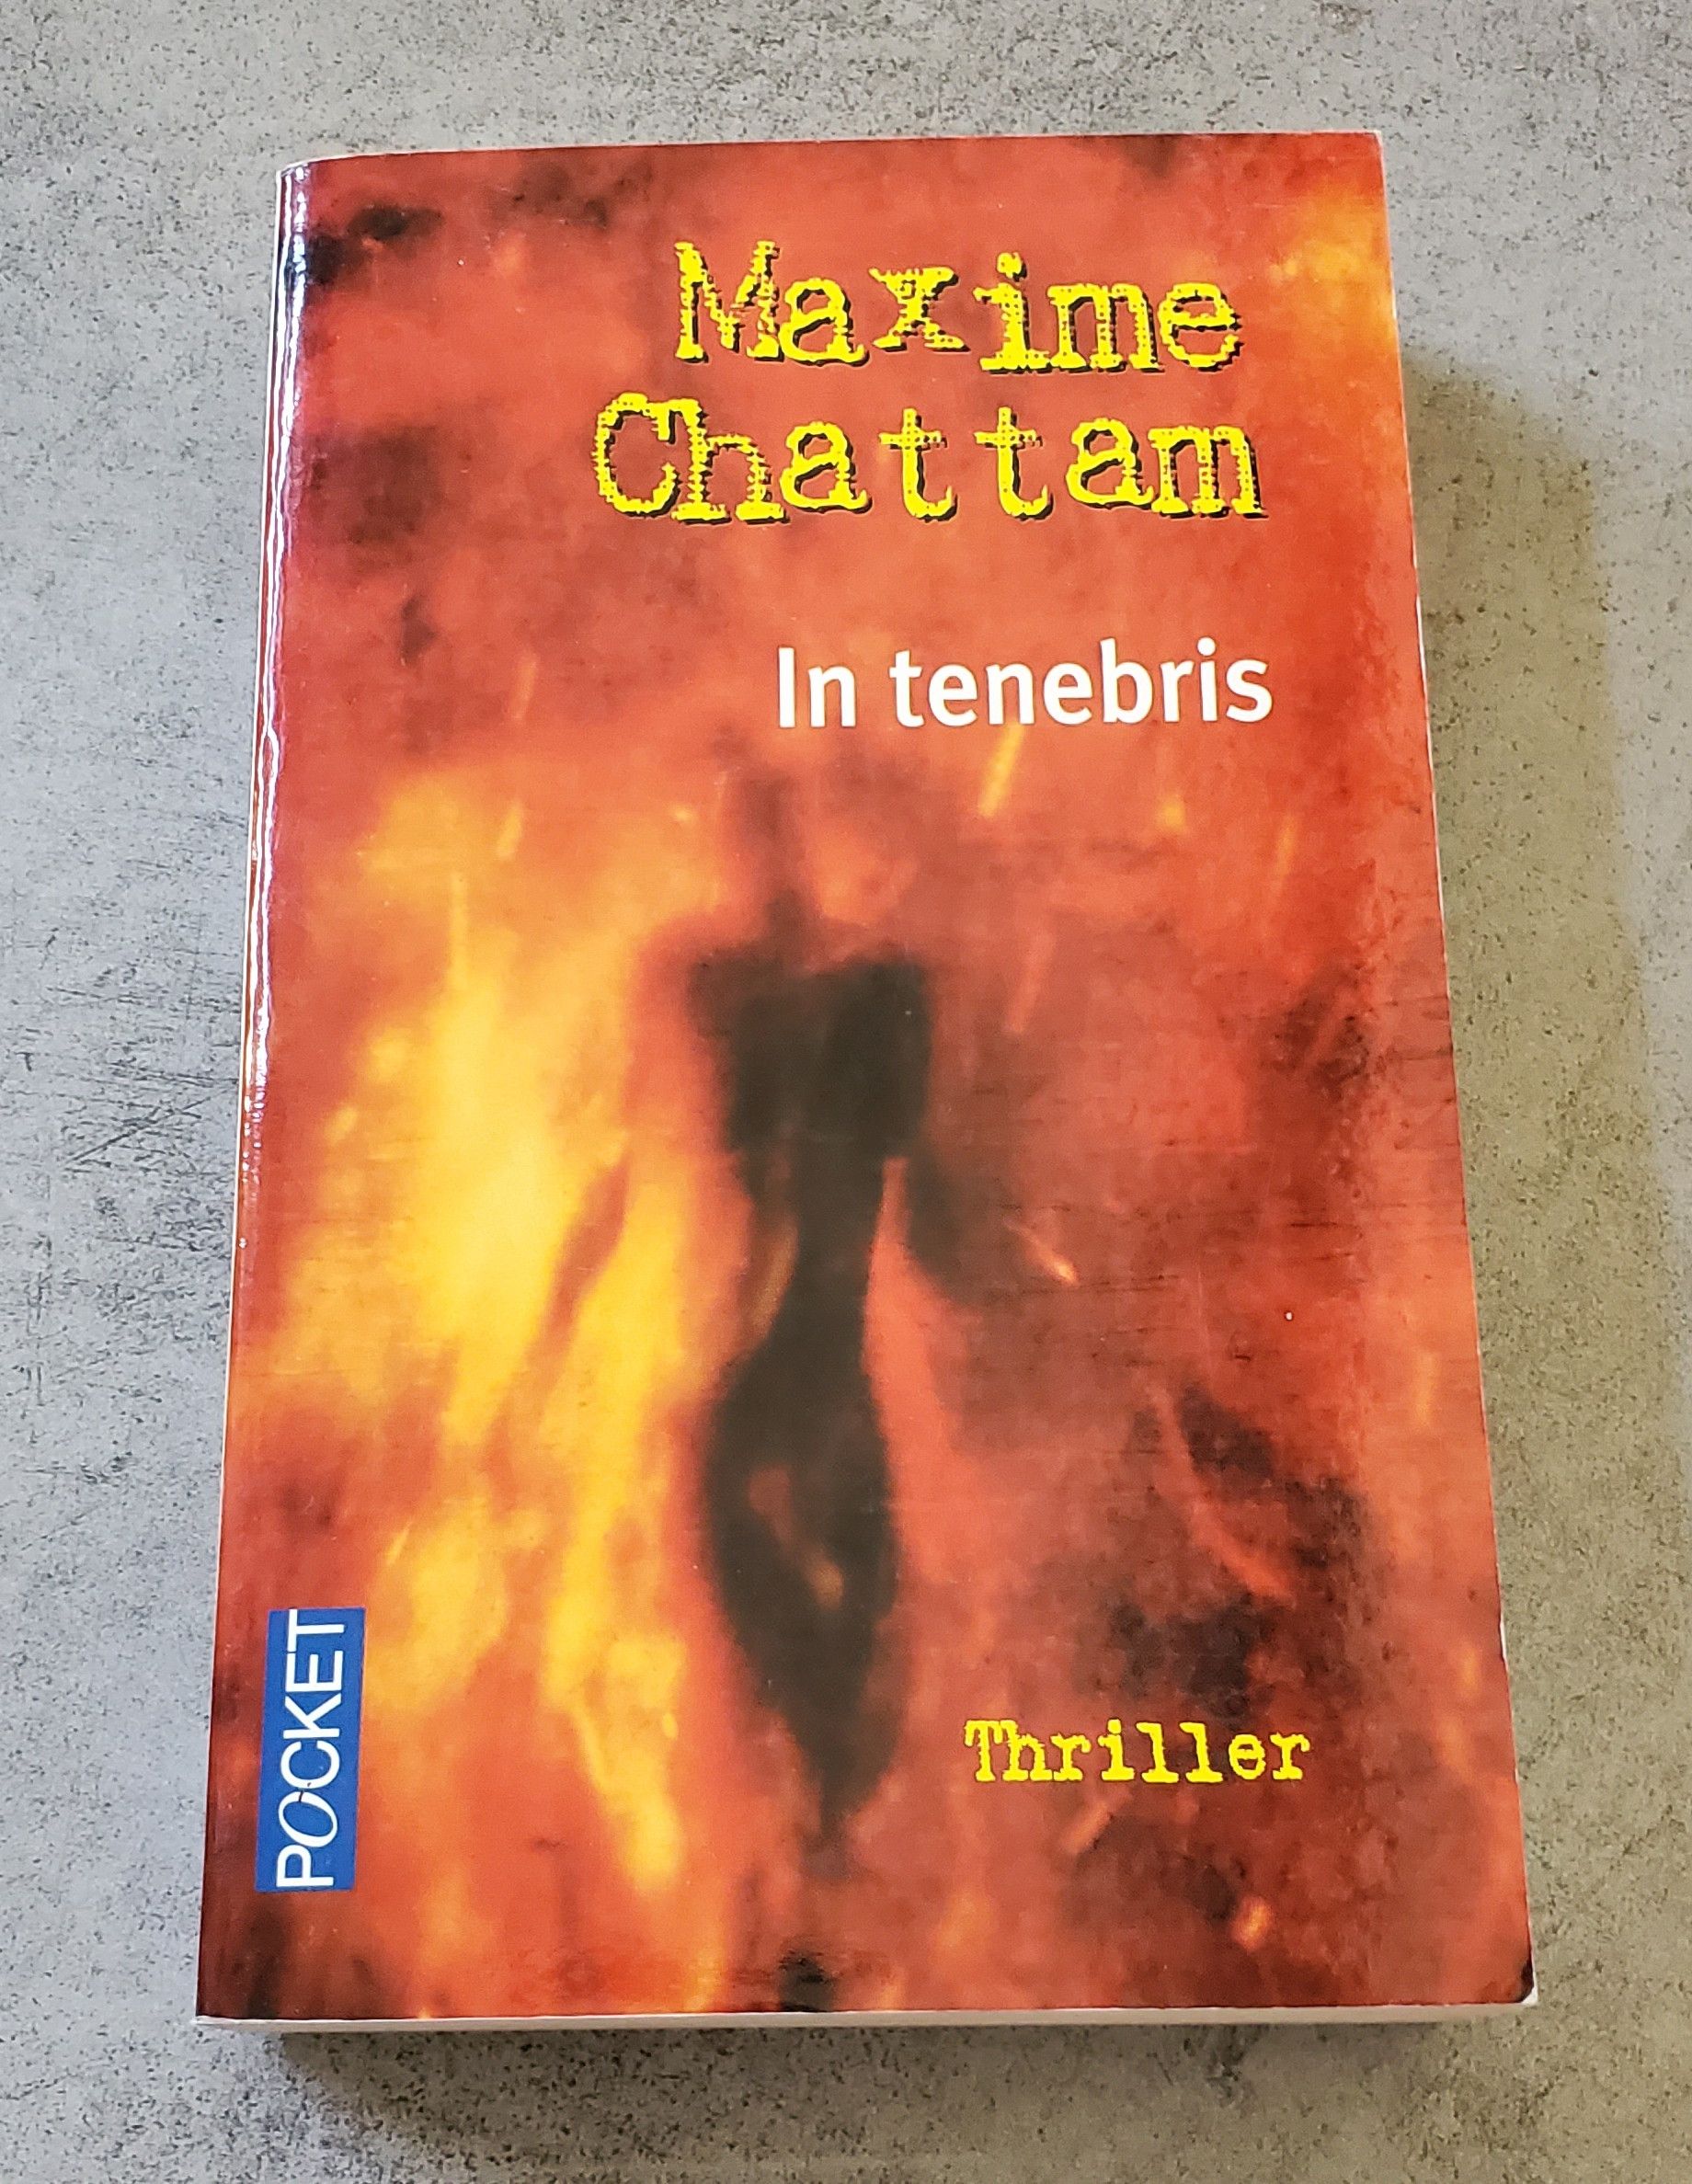 Maxime
Chattam
In tenebris
Thriller
POCKET